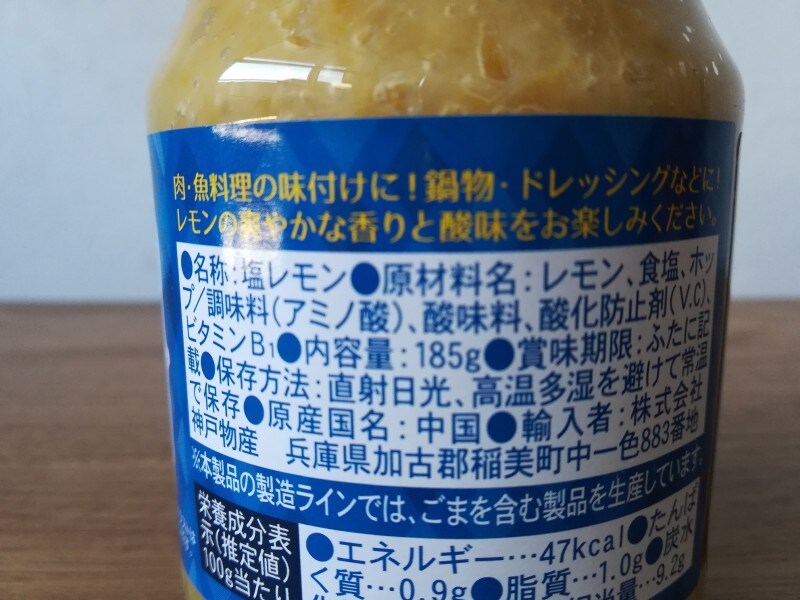 肉・魚料理の味付けに!鍋物・ドレッシングなどに!
レモンの爽やかな香りと酸味をお楽しみください。
●名称:塩レモン●原材料名:レモン、食塩、ホッ
プ/調味料(アミノ酸)、酸味料、酸化防止剤(V.C)、
ビタミンB₁●内容量:185g●賞味期限:ふたに記
載●保存方法:直射日光、高温多湿を避けて常温
で保存●原産国名:中国●輸入者:株式会社
神戸物産 兵庫県加古郡稲美町中一色883番地
※本製品の製造ラインでは、ごまを含む製品を生産しています。
栄養成分表
示(推定値)
100g当たり
●エネルギー…47kcal●たんぱ
く質…0.9g●脂質…1.0g●炭水
相当量…9.2g